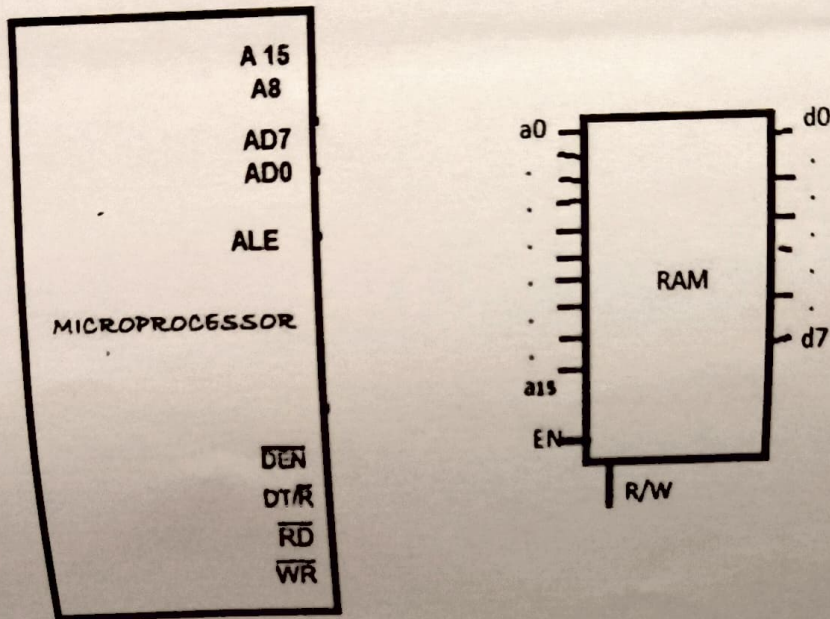 A 15
A8
AD7
AD0
ALE
MICROPROCESSOR
DEN
DT/R
RD
WR
a0
a15
EN
R/W
RAM
d0
d7